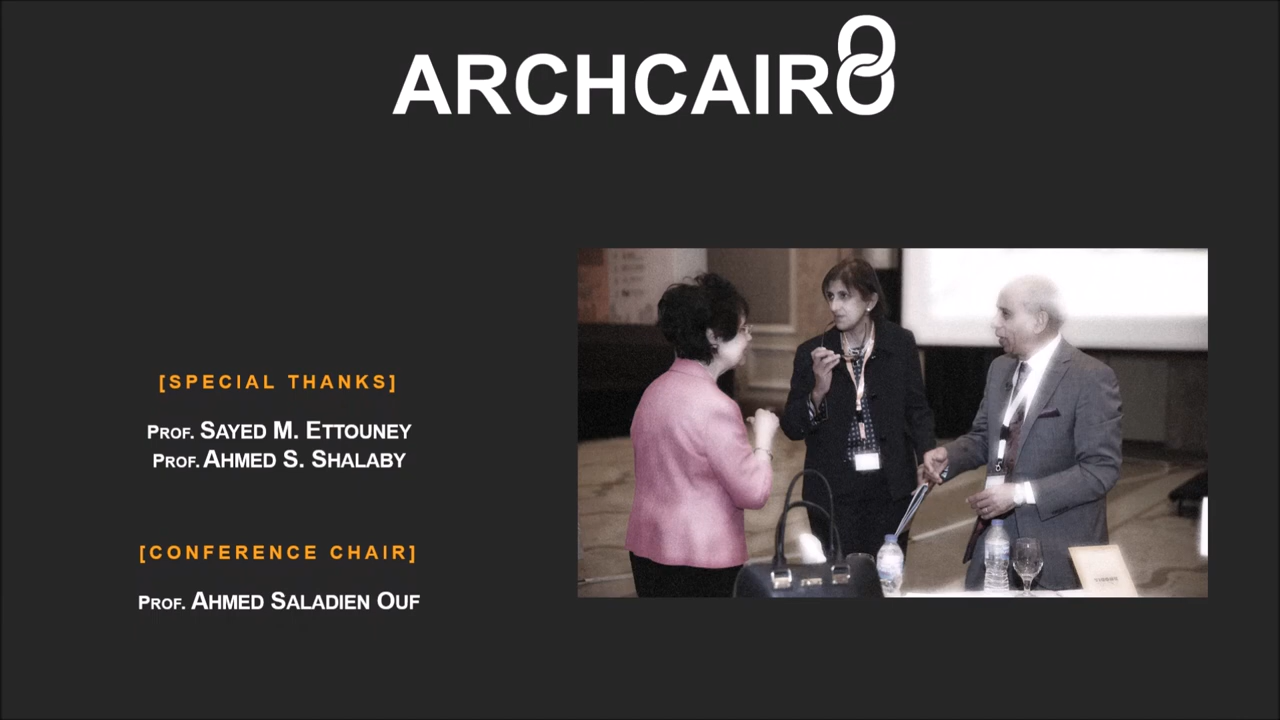 ARCHCAIRO
[SPECIAL THANKS]
PROF. SAYED M. ETTOUNEY
PROF. AHMED S. SHALABY
[CONFERENCE CHAIR]
PROF. AHMED SALADIEN OUF